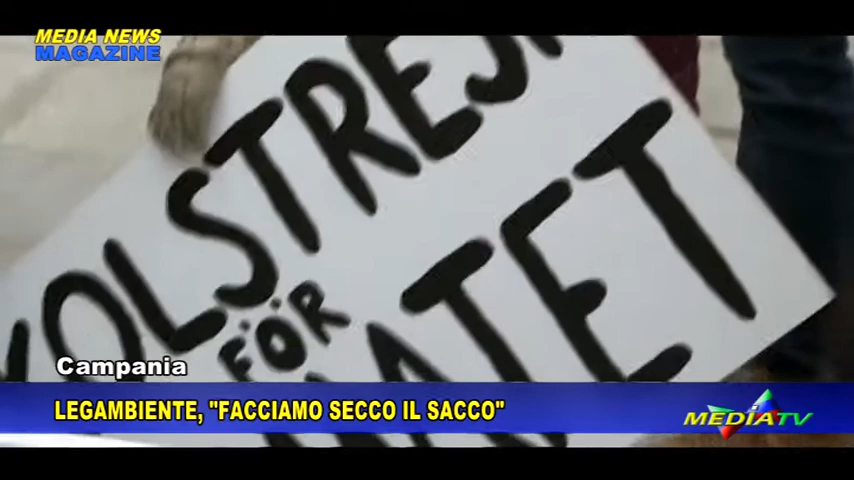 MEDIA NEWS
MAGAZINE
OLSTREJ
FÖR
ATET
Campania
LEGAMBIENTE, "FACCIAMO SECCO IL SACCO"
MEDIATV